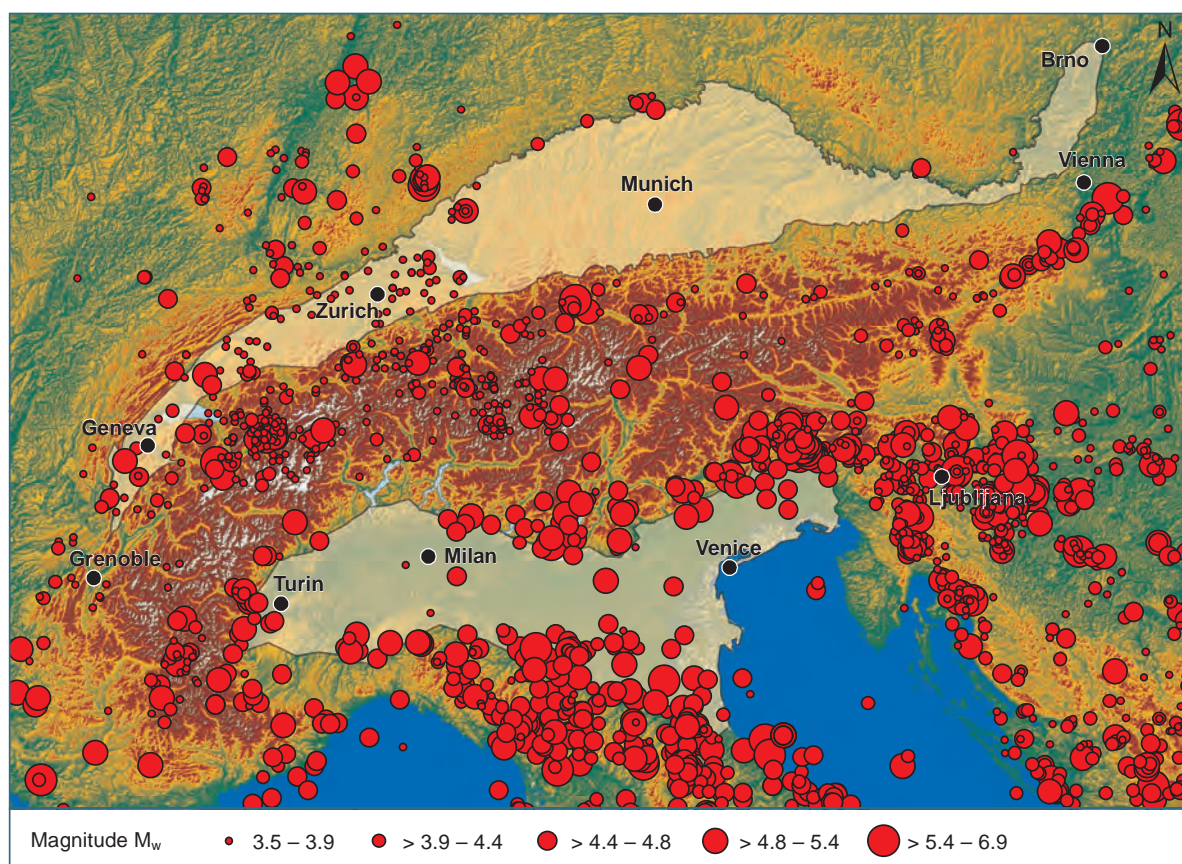 N
Brno
Vienna
Munich
Zurich
Geneva
Ljubljana
Grenoble
Milan
Venice
Turin
Magnitude Mw 3.5 – 3.9 > 3.9 – 4.4 > 4.4 – 4.8 > 4.8 – 5.4 > 5.4 – 6.9